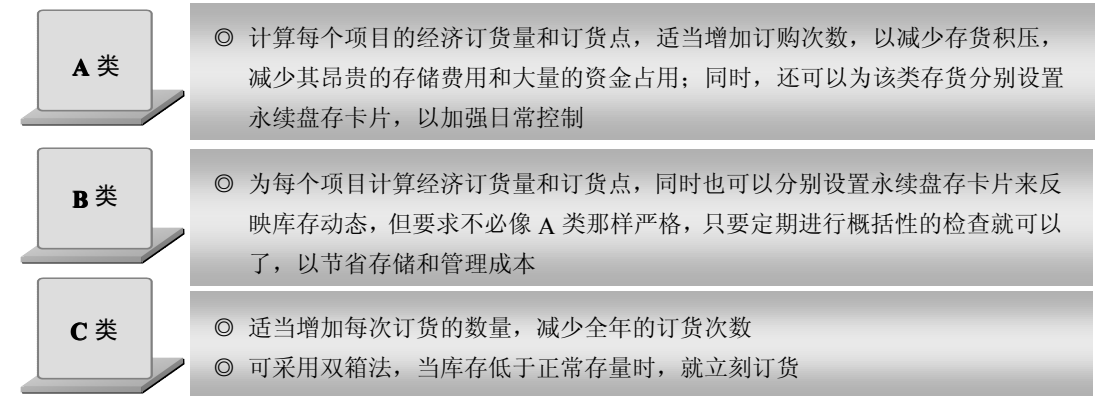 A 类
◎ 计算每个项目的经济订货量和订货点，适当增加订购次数，以减少存货积压，
减少其昂贵的存储费用和大量的资金占用；同时，还可以为该类存货分别设置
永续盘存卡片，以加强日常控制
B 类
◎ 为每个项目计算经济订货量和订货点，同时也可以分别设置永续盘存卡片来反
映库存动态，但要求不必像 A 类那样严格，只要定期进行概括性的检查就可以
了，以节省存储和管理成本
C 类
◎ 适当增加每次订货的数量，减少全年的订货次数
◎ 可采用双箱法，当库存低于正常存量时，就立刻订货